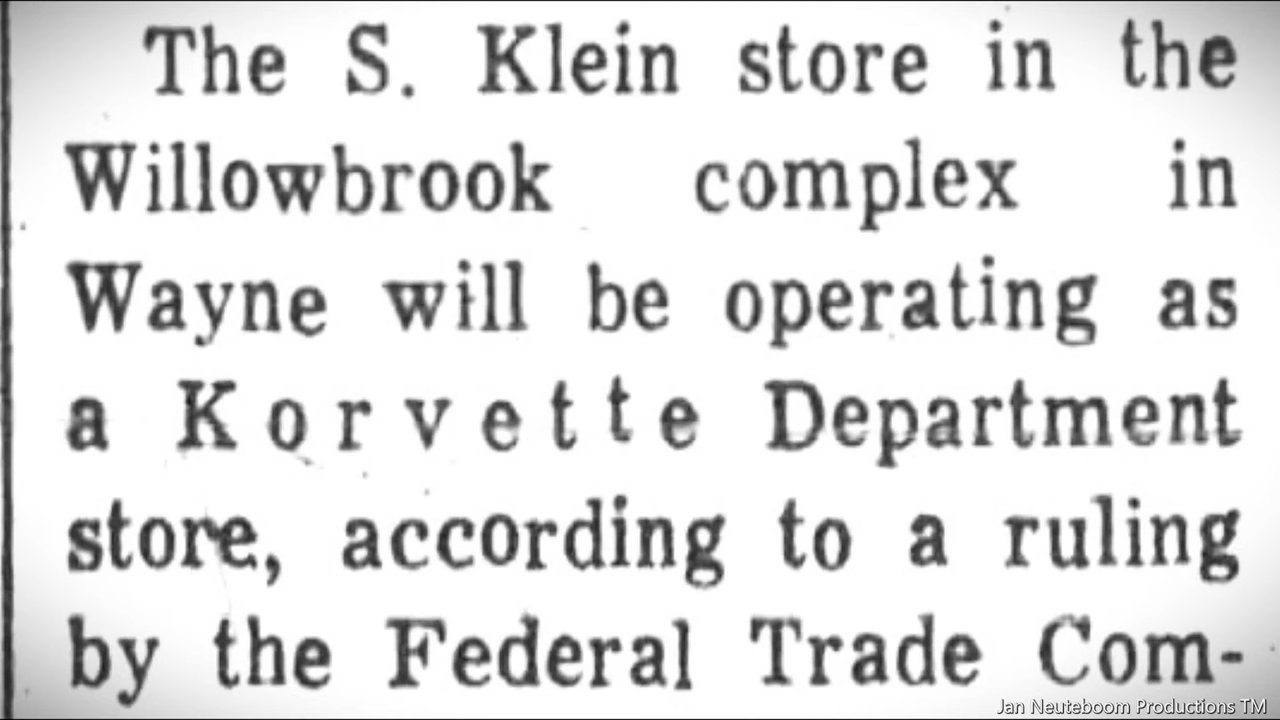 The S. Klein store in the
Willowbrook complex in
Wayne will be operating as
a Korvette Department
store, according to a ruling
by the Federal Trade Com-
Jan Neuteboom Productions TM